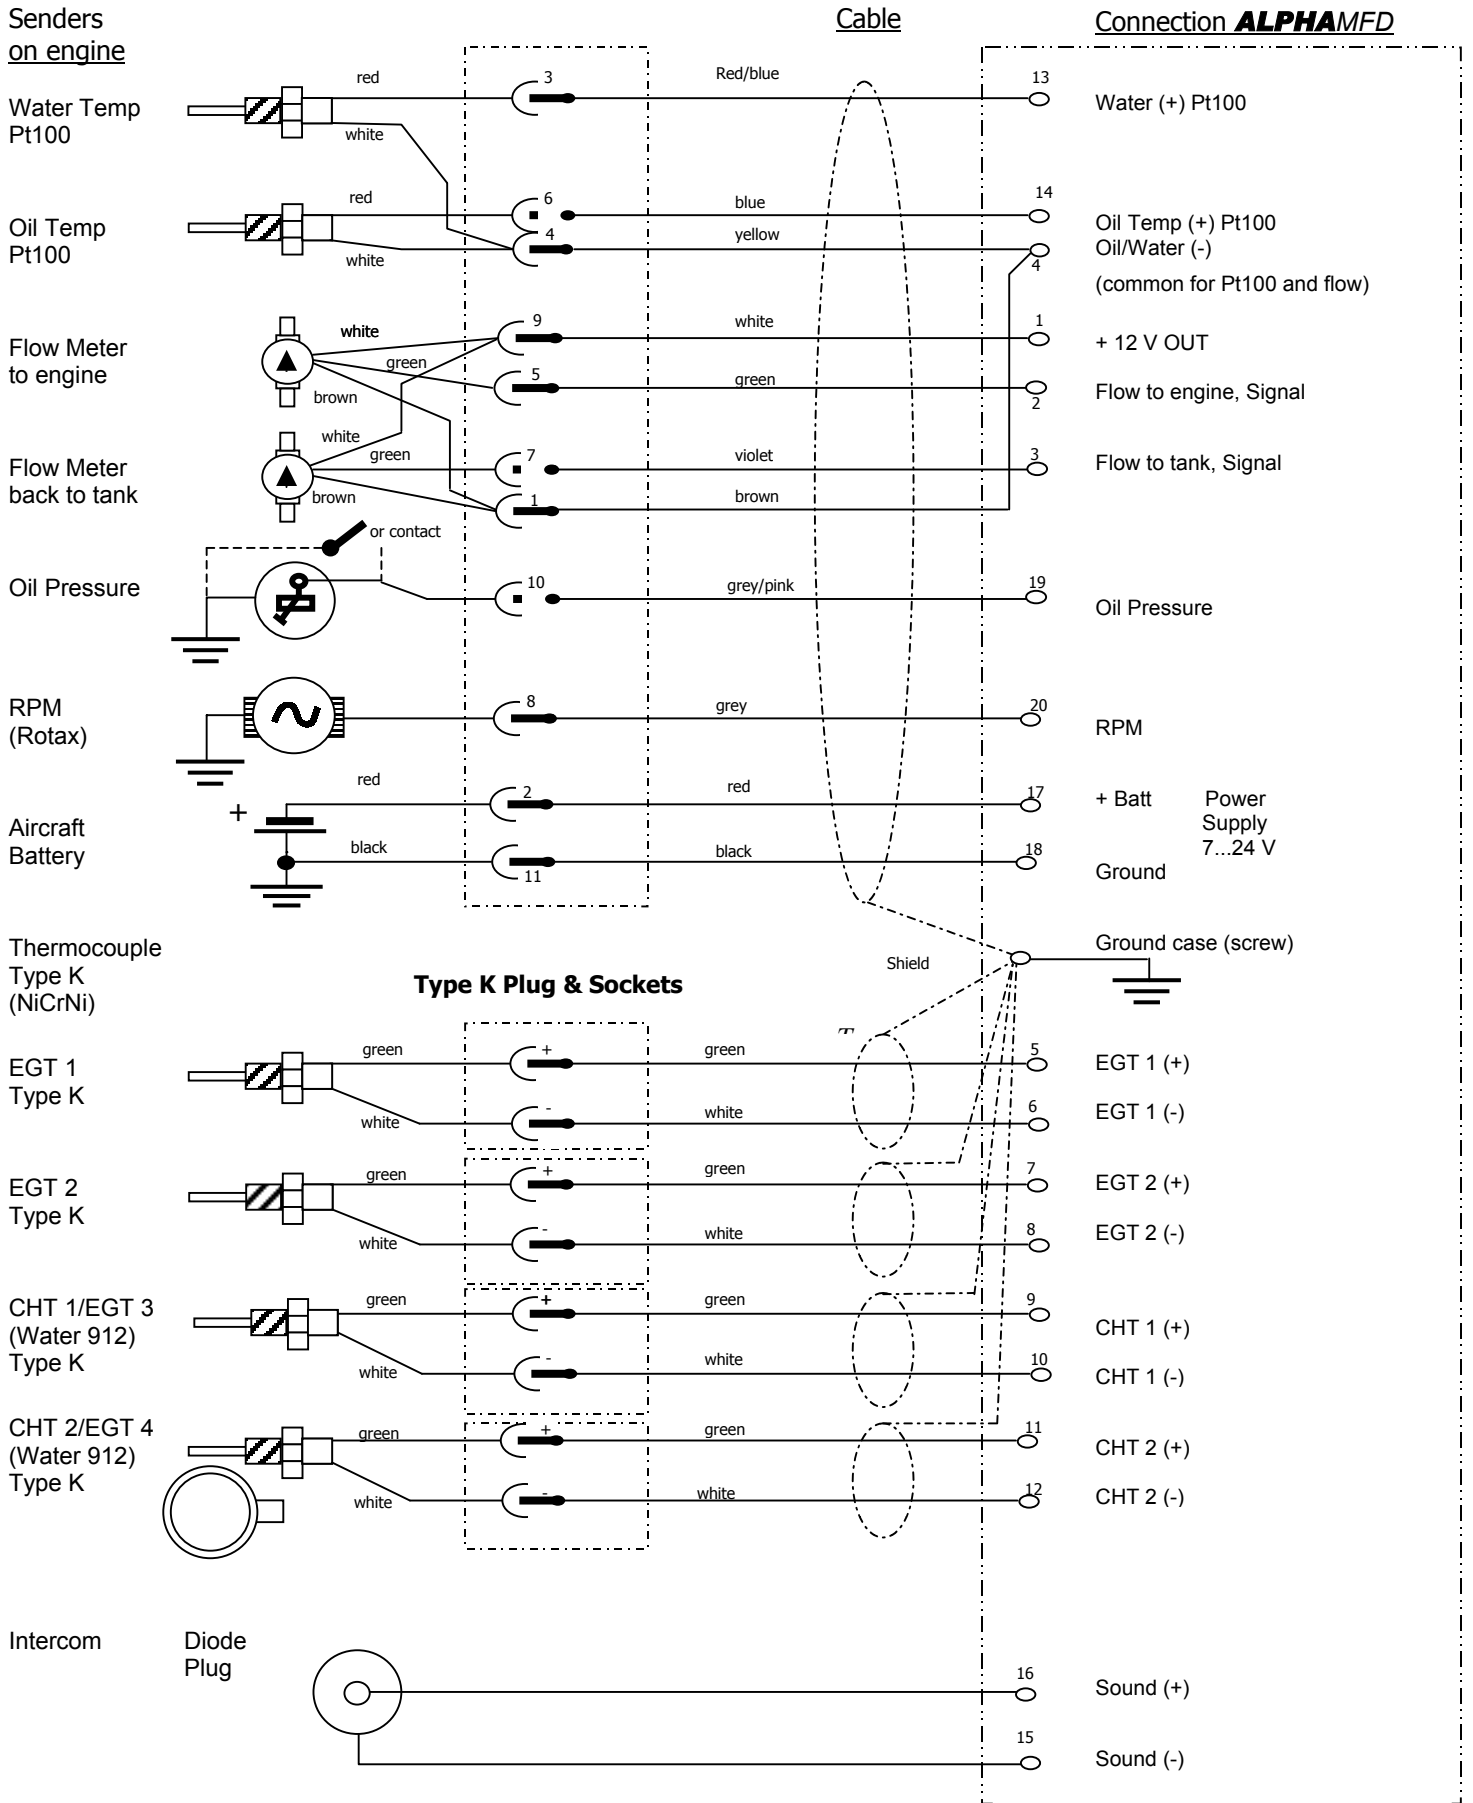 Senders
on engine
Cable
Connection ALPHAMFD
red
3
Red/blue
13
Water Temp
Pt100
white
Water (+) Pt100
red
6
blue
14
Oil Temp
Pt100
white
4
yellow
4
Oil Temp (+) Pt100
Oil/Water (-)
(common for Pt100 and flow)
Flow Meter
to engine
white
9
white
1
+ 12 V OUT
green
5
green
2
Flow to engine, Signal
brown
Flow Meter
back to tank
white
green
7
violet
3
Flow to tank, Signal
brown
1
brown
or contact
Oil Pressure
10
grey/pink
19
Oil Pressure
RPM
(Rotax)
8
grey
20
RPM
Aircraft
Battery
+
red
2
red
17
+ Batt
Power
Supply
7...24 V
black
11
black
18
Ground
Thermocouple
Type K
(NiCrNi)
Type K Plug & Sockets
Shield
Ground case (screw)
EGT 1
Type K
green
+
green
5
EGT 1 (+)
white
-
white
6
EGT 1 (-)
EGT 2
Type K
green
+
green
7
EGT 2 (+)
white
-
white
8
EGT 2 (-)
CHT 1/EGT 3
(Water 912)
Type K
green
+
green
9
CHT 1 (+)
white
-
white
10
CHT 1 (-)
CHT 2/EGT 4
(Water 912)
Type K
green
+
green
11
CHT 2 (+)
white
-
white
12
CHT 2 (-)
Intercom
Diode
Plug
16
Sound (+)
15
Sound (-)